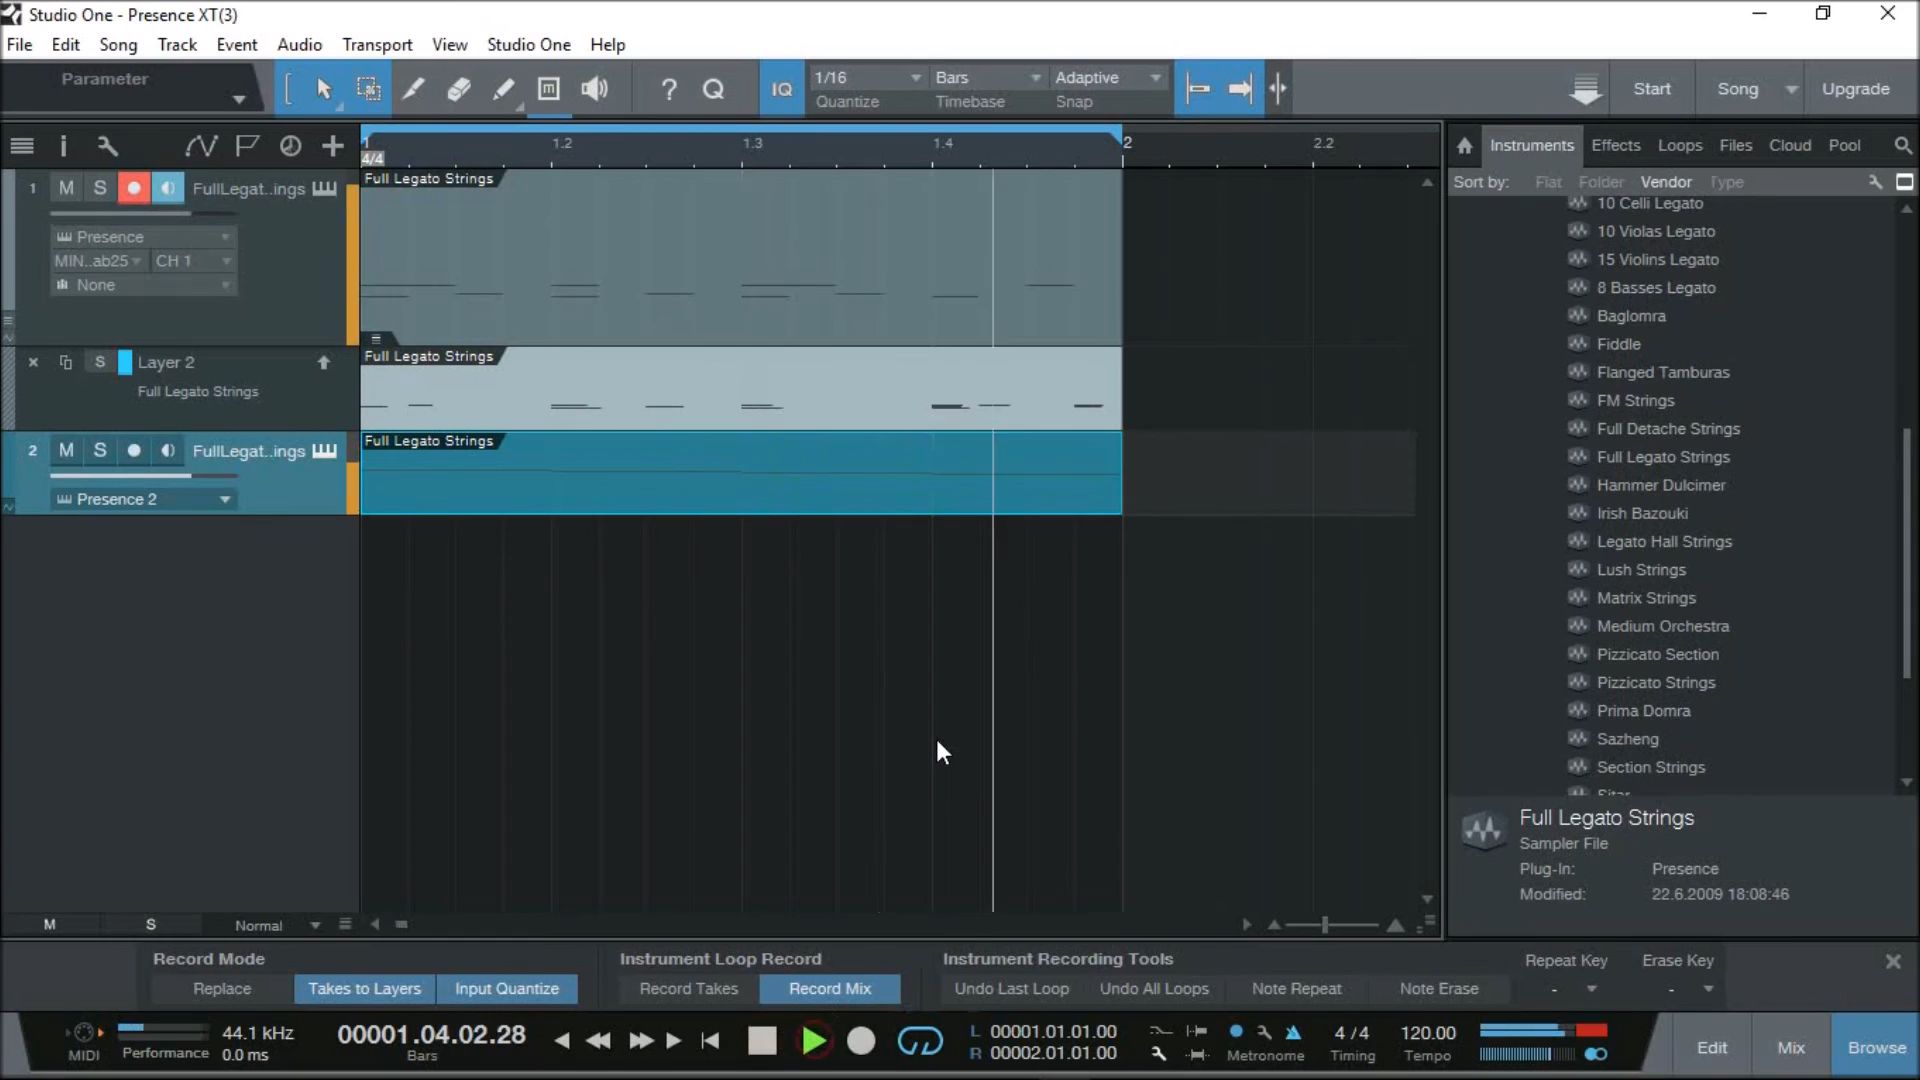 Studio One - Presence XT(3)
File Edit Song Track Event Audio Transport View Studio One Help
Parameter
? Q IQ
1/16 Bars Adaptive
Quantize Timebase Snap
Start Song Upgrade
1 1.2 1.3 1.4 2 2.2
4/4
Instruments Effects Loops Files Cloud Pool
Sort by: Flat Folder Vendor Type
1 M S FullLegat..ings
Presence
MIN..ab25 CH 1
None
Full Legato Strings
S Layer 2
Full Legato Strings
Full Legato Strings
2 M S FullLegat..ings
Presence 2
Full Legato Strings
10 Celli Legato
10 Violas Legato
15 Violins Legato
8 Basses Legato
Baglomra
Fiddle
Flanged Tamburas
FM Strings
Full Detache Strings
Full Legato Strings
Hammer Dulcimer
Irish Bazouki
Legato Hall Strings
Lush Strings
Matrix Strings
Medium Orchestra
Pizzicato Section
Pizzicato Strings
Prima Domra
Sazheng
Section Strings
Sitar
Full Legato Strings
Sampler File
Plug-In: Presence
Modified: 22.6.2009 18:08:46
M S Normal
Record Mode
Replace Takes to Layers Input Quantize
Instrument Loop Record
Record Takes Record Mix
Instrument Recording Tools
Undo Last Loop Undo All Loops Note Repeat Note Erase
Repeat Key Erase Key
- -
MIDI Performance
44.1 kHz
0.0 ms
00001.04.02.28
Bars
L 00001.01.01.00
R 00002.01.01.00
Metronome
4 / 4
Timing
120.00
Tempo
Edit Mix Browse